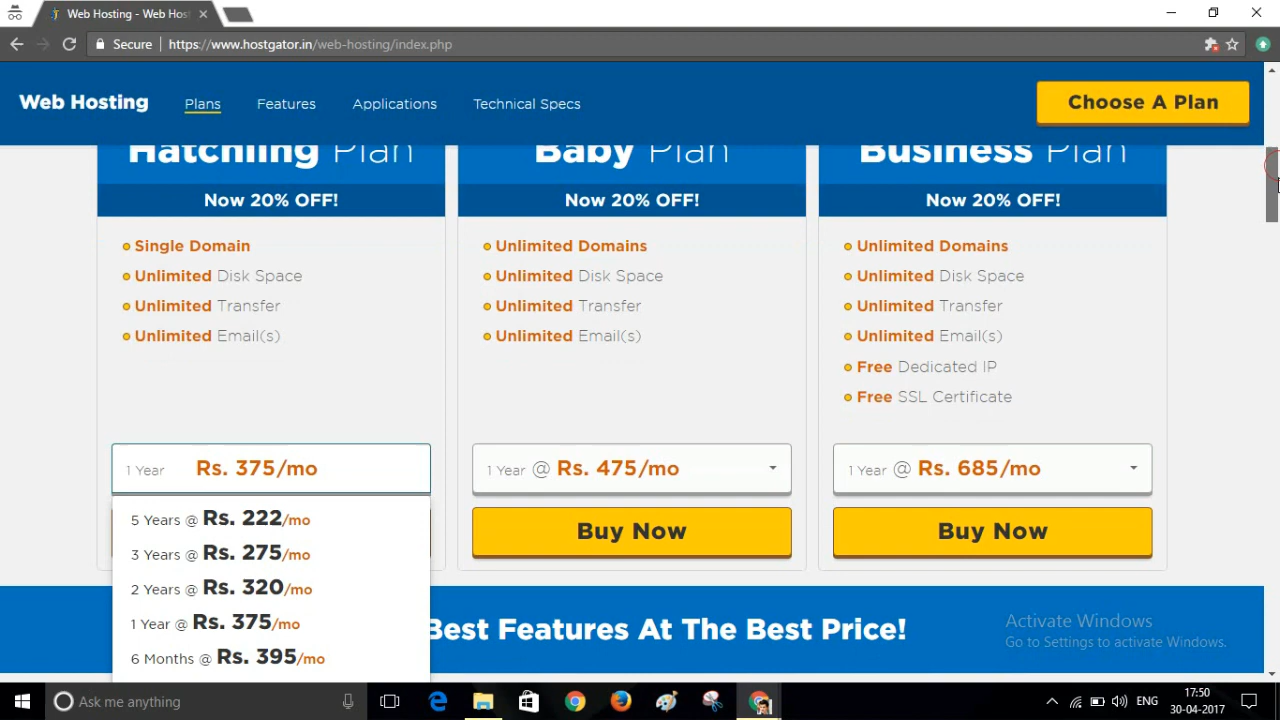 Web Hosting - Web Hos
Secure
https://www.hostgator.in/web-hosting/index.php
Web Hosting
Plans
Features
Applications
Technical Specs
Choose A Plan
Hatchling Plan
Now 20% OFF!
Single Domain
Unlimited Disk Space
Unlimited Transfer
Unlimited Email(s)
1 Year Rs. 375/mo
5 Years @ Rs. 222/mo
3 Years @ Rs. 275/mo
2 Years @ Rs. 320/mo
1 Year @ Rs. 375/mo
6 Months @ Rs. 395/mo
Baby Plan
Now 20% OFF!
Unlimited Domains
Unlimited Disk Space
Unlimited Transfer
Unlimited Email(s)
1 Year @ Rs. 475/mo
Buy Now
Business Plan
Now 20% OFF!
Unlimited Domains
Unlimited Disk Space
Unlimited Transfer
Unlimited Email(s)
Free Dedicated IP
Free SSL Certificate
1 Year @ Rs. 685/mo
Buy Now
Best Features At The Best Price!
Activate Windows
Go to Settings to activate Windows.
Ask me anything
ENG
17:50
30-04-2017